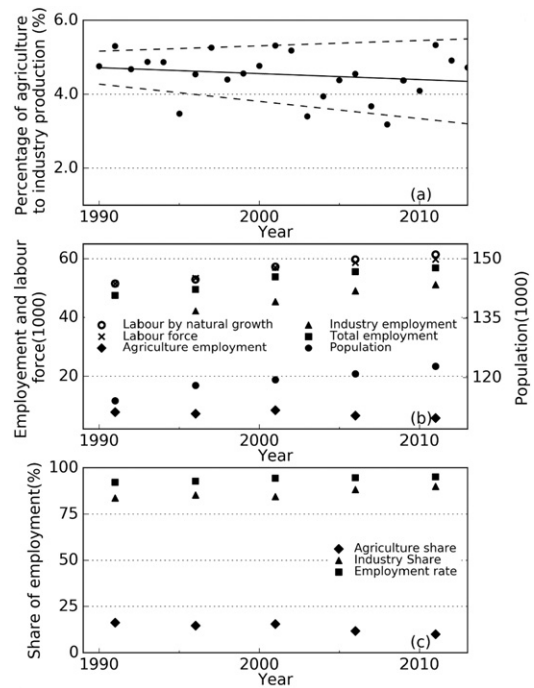 Percentage of agriculture
to industry production (%)
6.0
4.0
2.0
(a)
1990
2000
2010
Year
Employement and labour
force(1000)
60
40
20
Labour by natural growth
Labour force
Agriculture employment
Industry employment
Total employment
Population
150
135
120
Population(1000)
(b)
1990
2000
2010
Year
Share of employment(%)
100
75
50
25
0
Agriculture share
Industry Share
Employment rate
(c)
1990
2000
2010
Year